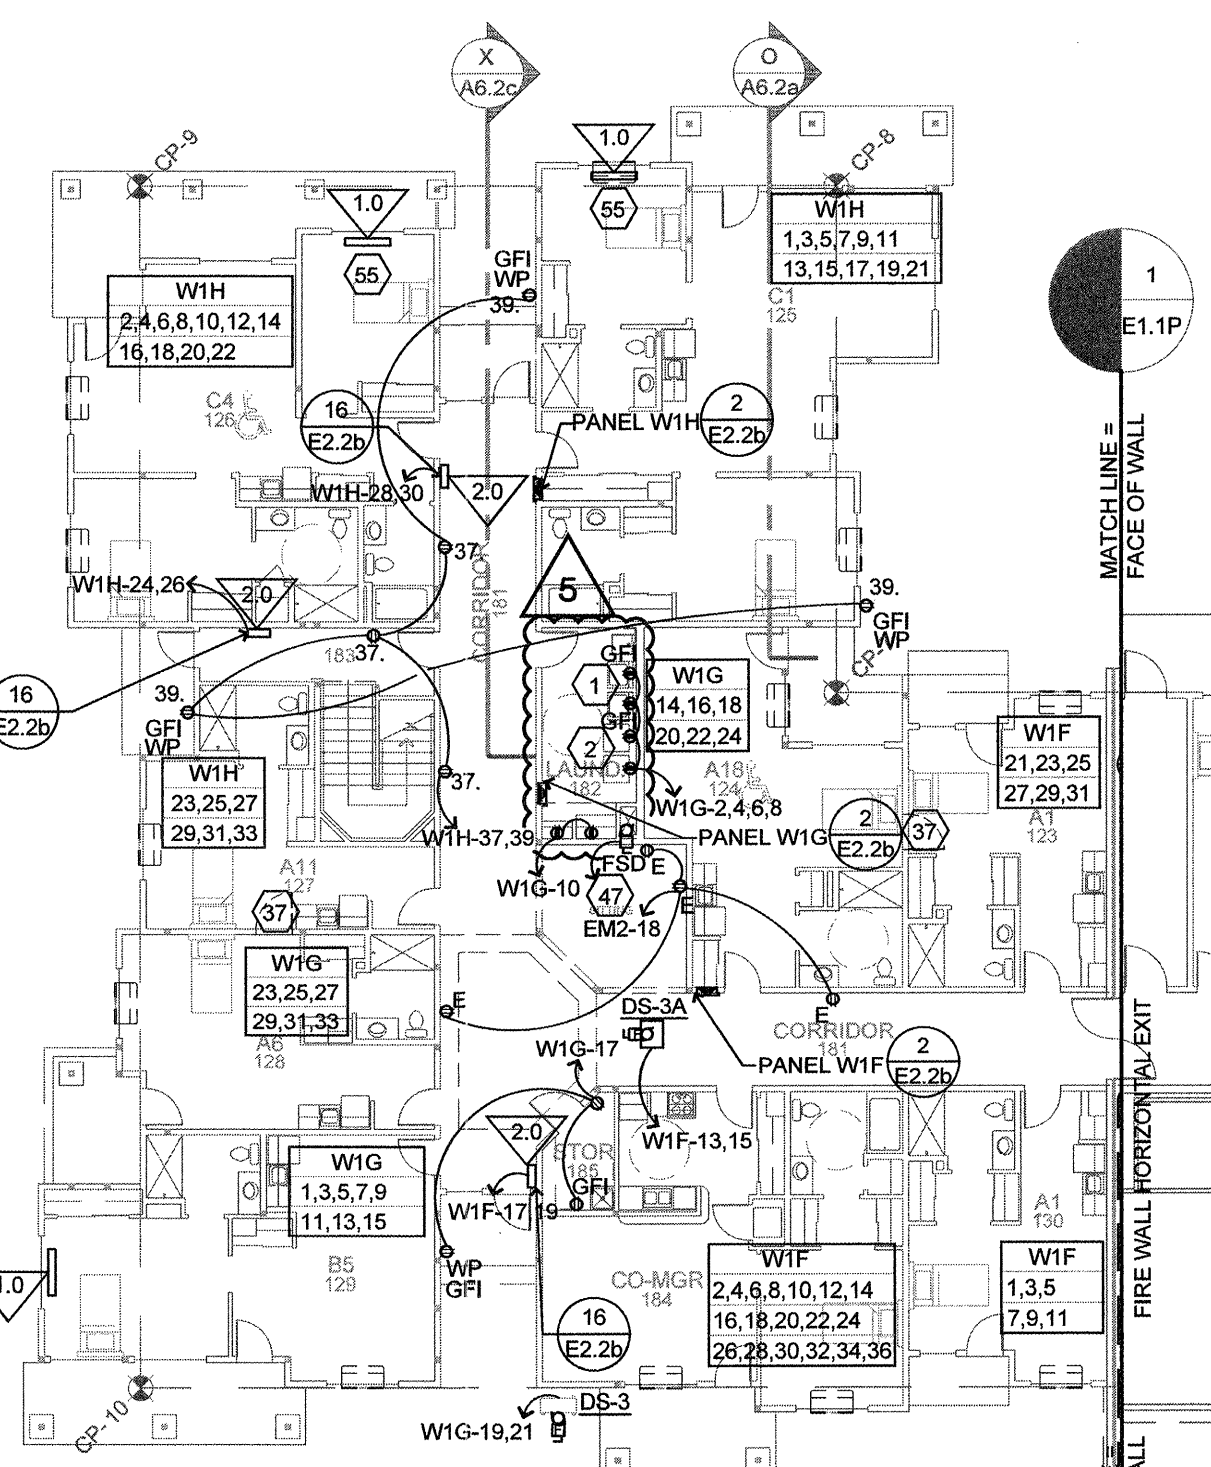 X
A6.2c
O
A6.2a
CP-9
CP-8
1.0
55
1.0
55
GFI
WP
39.
W1H
1,3,5,7,9,11
13,15,17,19,21
C1
125
1
E1.1P
W1H
2,4,6,8,10,12,14
16,18,20,22
C4
126
16
E2.2b
PANEL W1H
2
E2.2b
MATCH LINE =
FACE OF WALL
W1H-28,30
2.0
37.
CORRIDOR
181
W1H-24,26
2.0
5
39.
GFI
WP
183
37.
GFI
1
GFI
2
W1G
14,16,18
20,22,24
16
E2.2b
39.
GFI
WP
W1H
23,25,27
29,31,33
37.
182
A18
124
W1F
21,23,25
27,29,31
A1
123
W1G-2,4,6,8
W1H-37,39
PANEL W1G
2
E2.2b
37
FSD
E
W1G-10
47
EM2-18
E
A11
127
37
W1G
23,25,27
29,31,33
A6
128
E
E
DS-3A
CORRIDOR
181
W1G-17
PANEL W1F
2
E2.2b
FIRE WALL HORIZONTAL EXIT
2.0
STOR
185
W1F-13,15
GFI
W1G
1,3,5,7,9
11,13,15
W1F-17,19
A1
130
B5
129
WP
GFI
1.0
CO-MGR
184
W1F
2,4,6,8,10,12,14
16,18,20,22,24
26,28,30,32,34,36
W1F
1,3,5
7,9,11
16
E2.2b
CP-10
DS-3
W1G-19,21